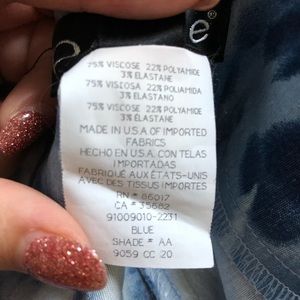 e
75% VISCOSE 22% POLYAMIDE
3% ELASTANE
75% VISCOSA 22% POLIAMIDA
3% ELASTANO
75% VISCOSE 22% POLYAMIDE
3% ELASTANE
MADE IN U.S.A OF IMPORTED
FABRICS
HECHO EN U.S.A. CON TELAS
IMPORTADAS
FABRIQUÉ AUX ÉTATS-UNIS
AVEC DES TISSUS IMPORTÉS
RN # 86017
CA # 35682
91009010-2231
BLUE
SHADE # AA
9059 CC 20